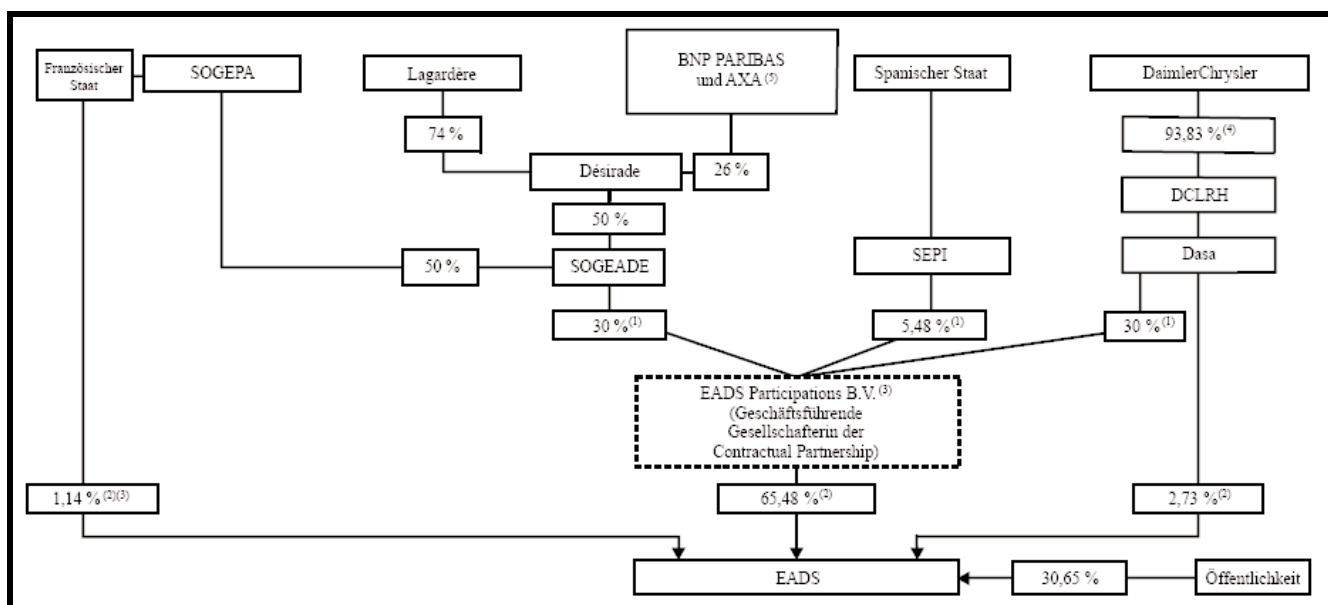 Französischer
Staat
SOGEPA
Lagardère
BNP PARIBAS
und AXA (5)
Spanischer Staat
DaimlerChrysler
74 %
93,83 % (4)
Désirade
26 %
DCLRH
50 %
50 %
SOGEADE
SEPI
Dasa
30 % (1)
5,48 % (1)
30 % (1)
EADS Participations B.V. (3)
(Geschäftsführende
Gesellschafterin der
Contractual Partnership)
1,14 % (2)(3)
65,48 % (2)
2,73 % (2)
EADS
30,65 %
Öffentlichkeit